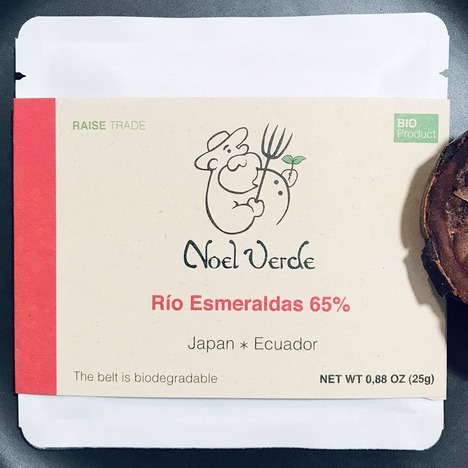 RAISE TRADE
BIO
Product
Noel Verde
Río Esmeraldas 65%
Japan * Ecuador
The belt is biodegradable
NET WT 0,88 OZ (25g)